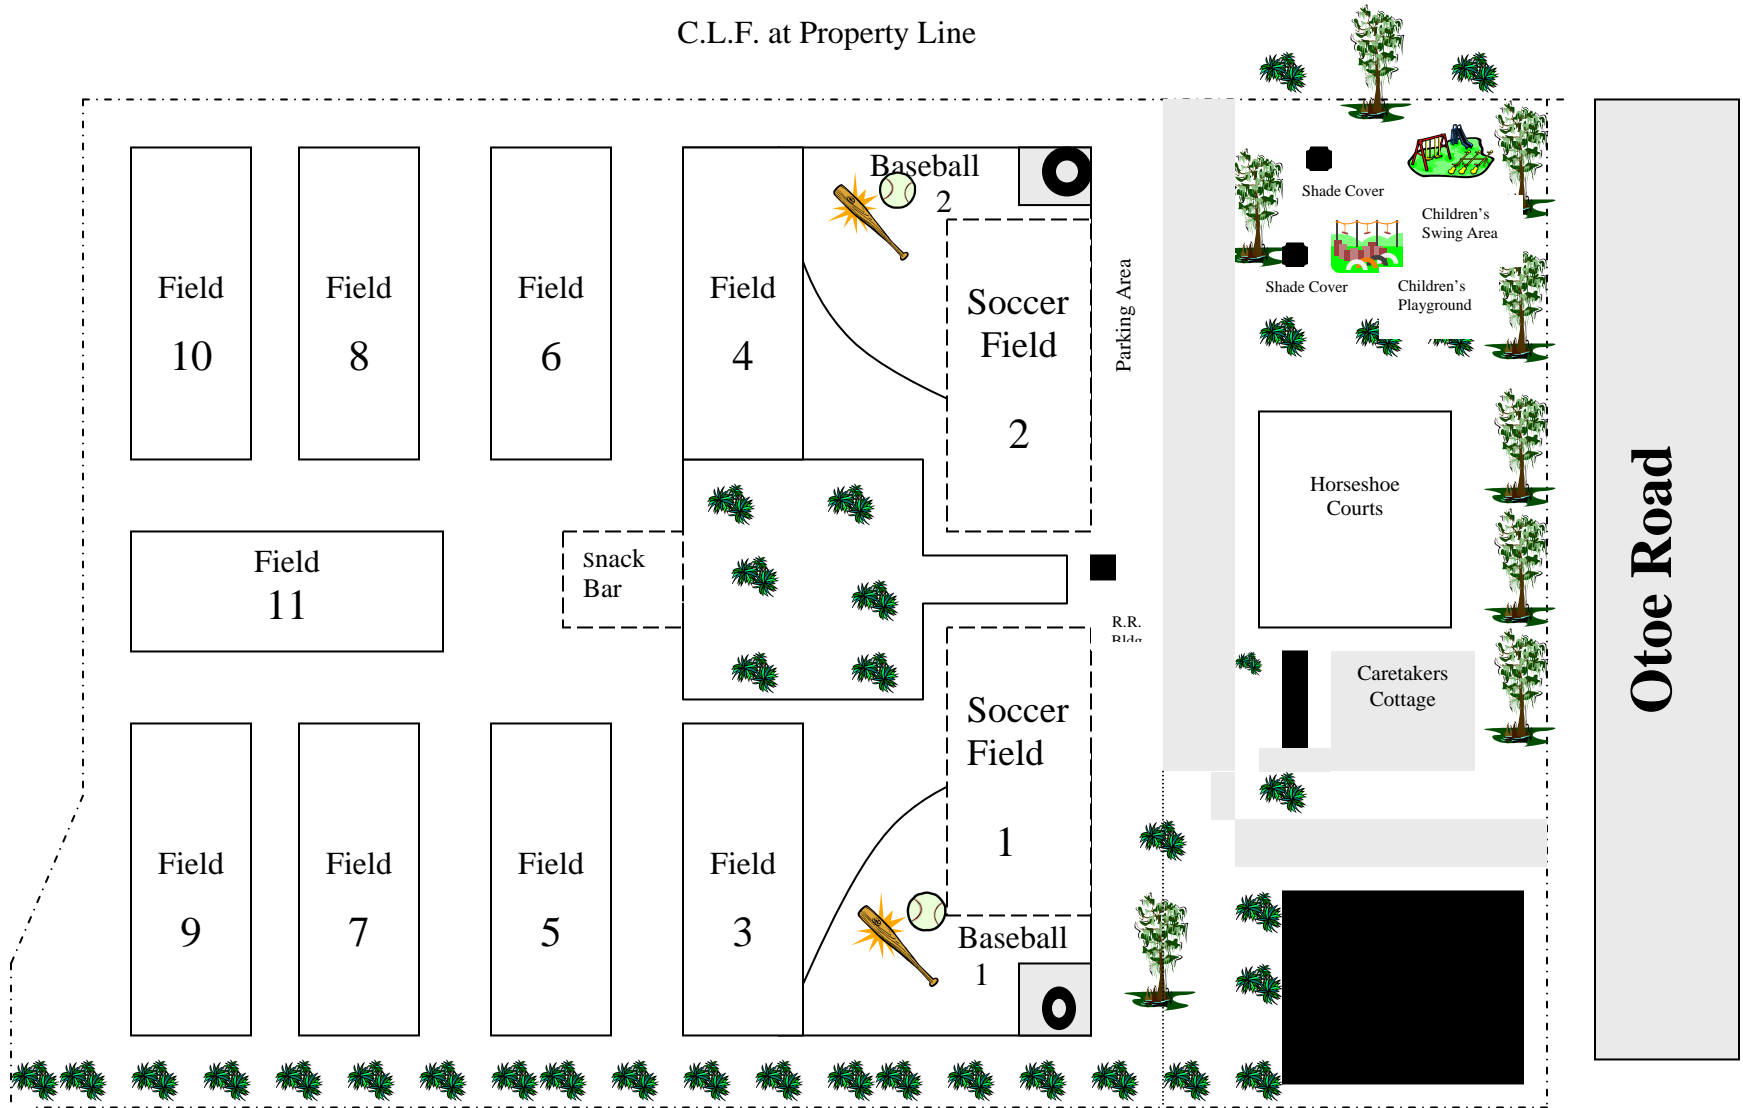 C.L.F. at Property Line
Baseball
2
Shade Cover
Children's
Swing Area
Field
10
Field
8
Field
6
Field
4
Soccer
Field
2
Parking Area
Shade Cover
Children's
Playground
Horseshoe
Courts
Otoe Road
Field
11
Snack
Bar
R.R.
Bldg
Caretakers
Cottage
Soccer
Field
1
Field
9
Field
7
Field
5
Field
3
Baseball
1